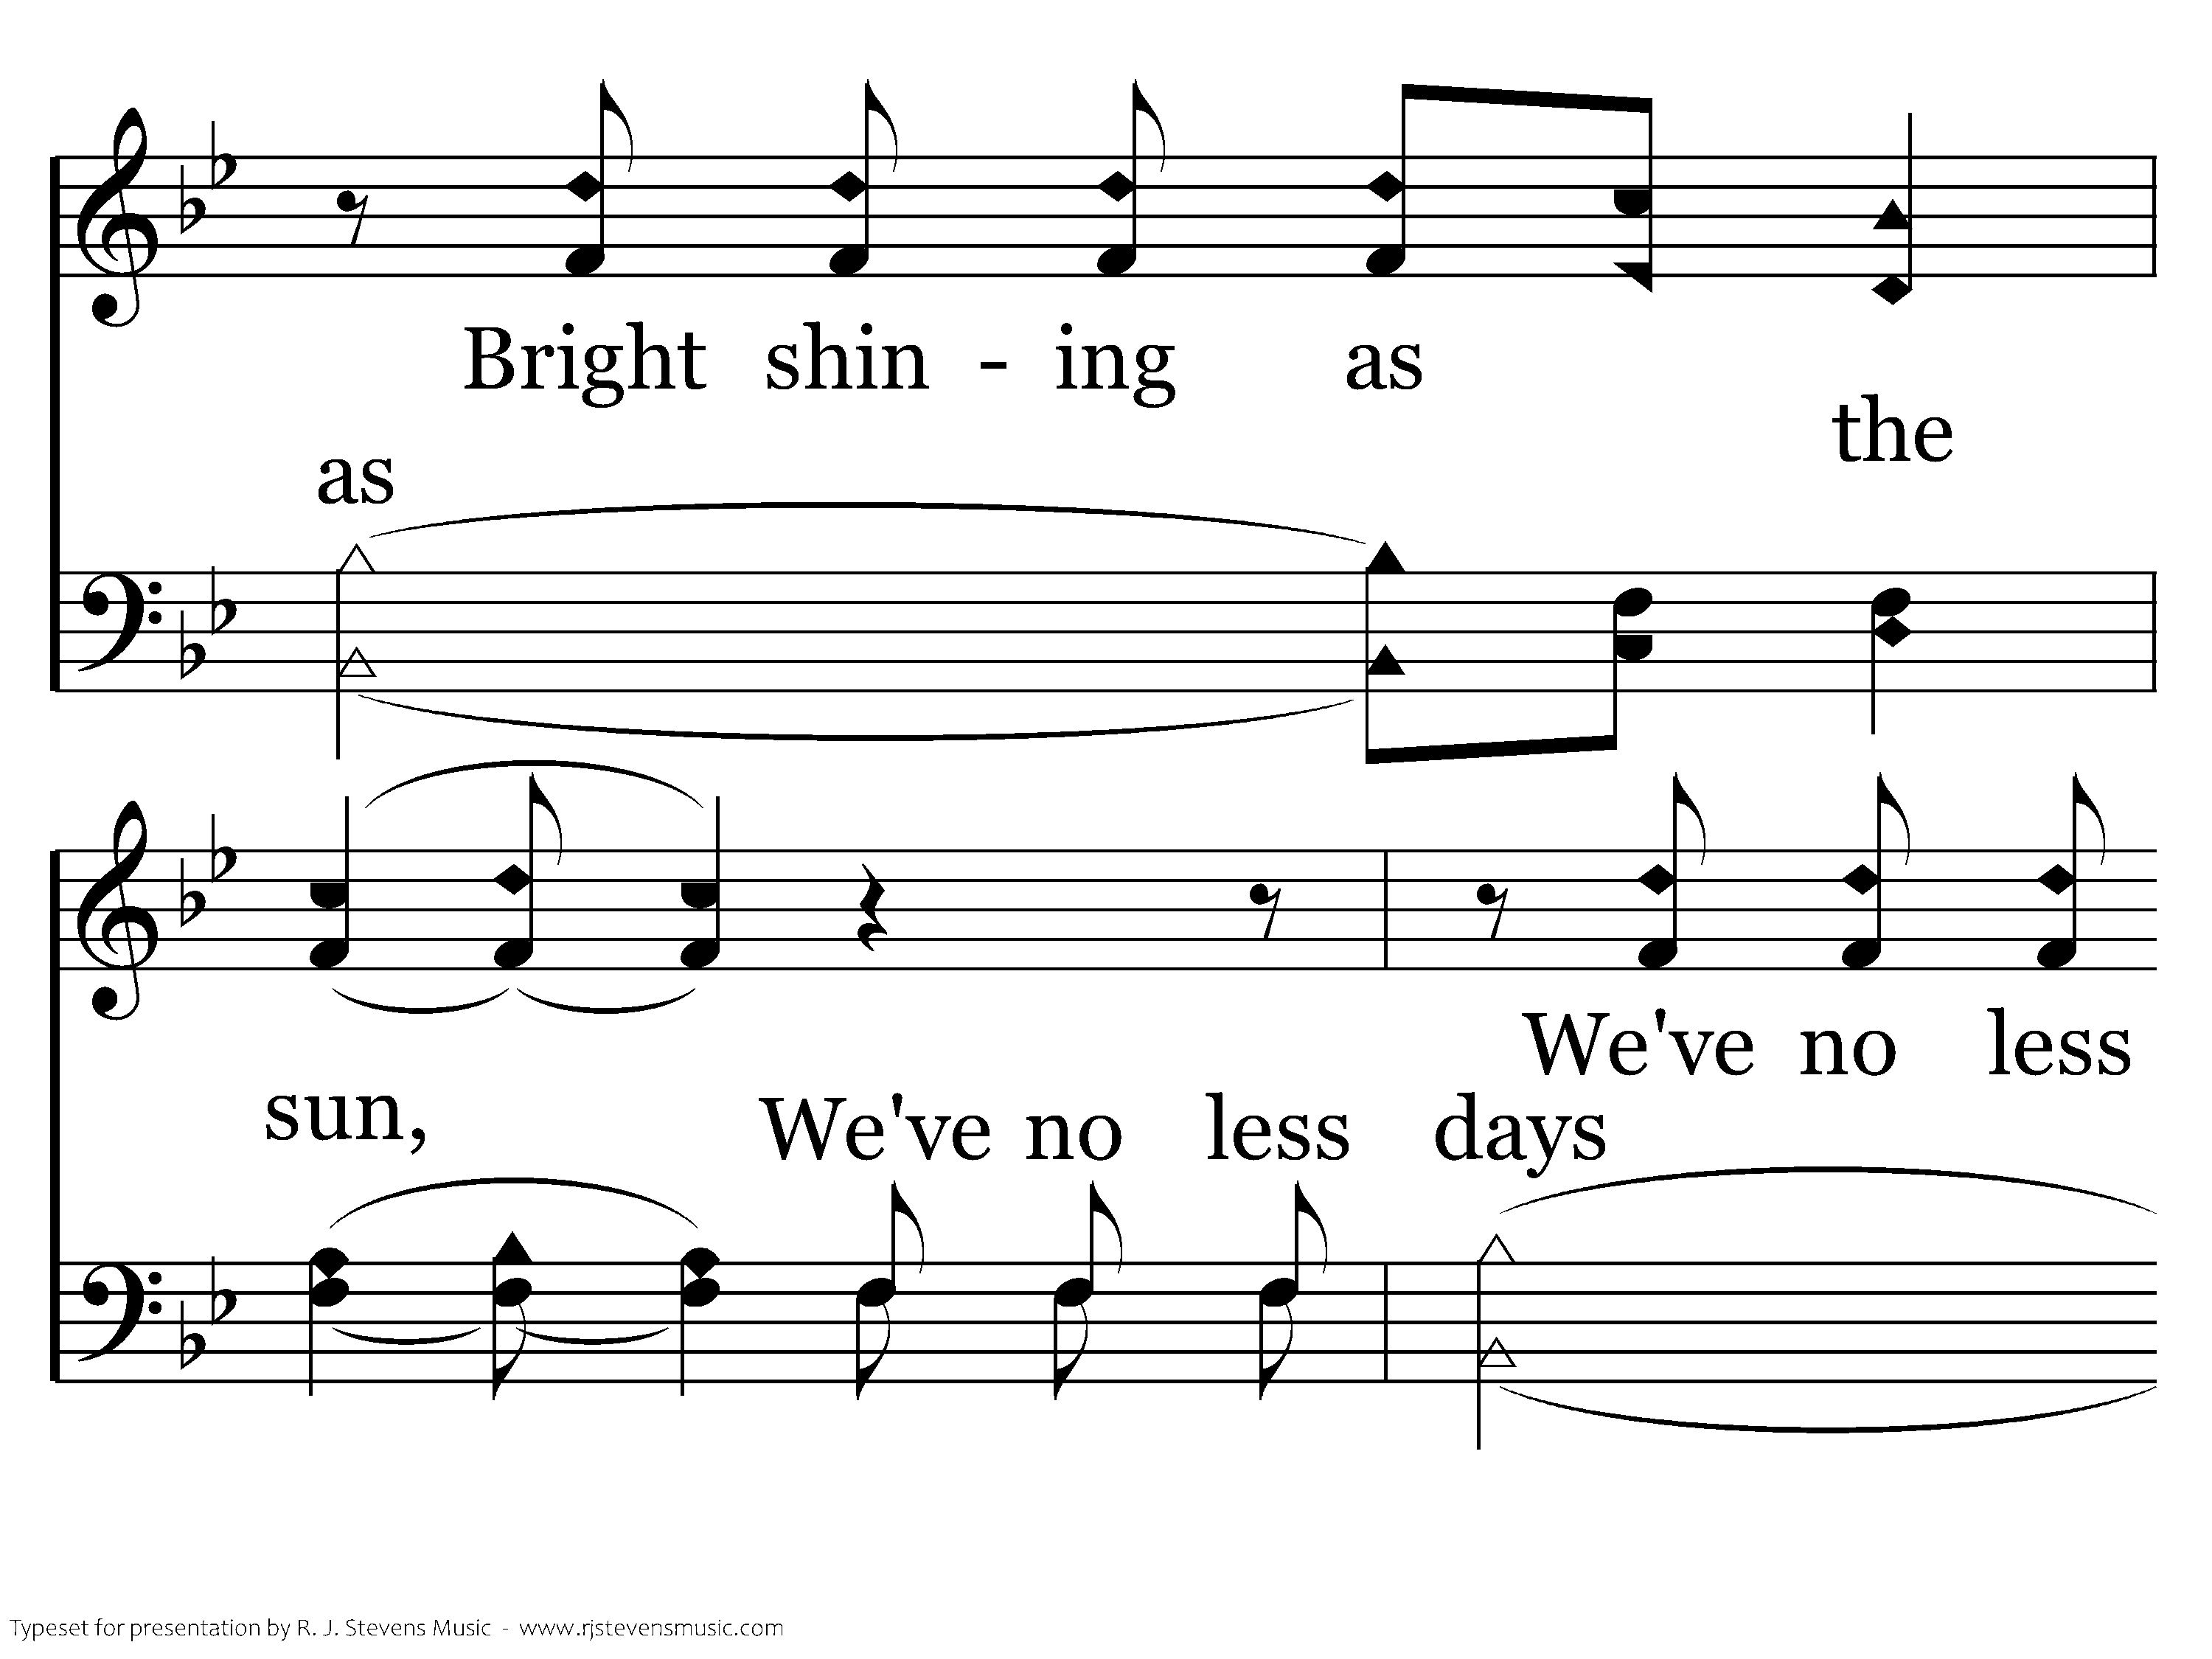 Bright shin - ing as
the
as
We've no less
sun, We've no less days
Typeset for presentation by R. J. Stevens Music - www.rjstevensmusic.com